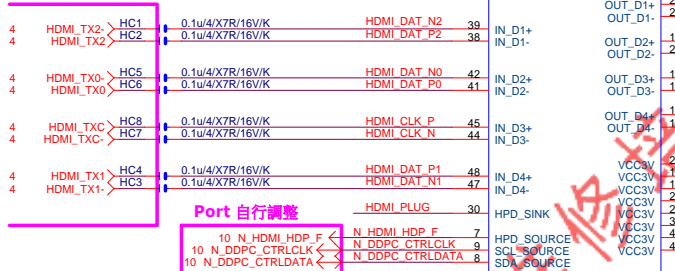 OUT_D1+
OUT_D1-
4 HDMI_TX2- HC1 0.1u/4/X7R/16V/K HDMI_DAT_N2 39 IN_D1+
4 HDMI_TX2 HC2 0.1u/4/X7R/16V/K HDMI_DAT_P2 38 IN_D1-
OUT_D2+
OUT_D2-
4 HDMI_TX0- HC5 0.1u/4/X7R/16V/K HDMI_DAT_N0 42 IN_D2+ OUT_D3+
4 HDMI_TX0 HC6 0.1u/4/X7R/16V/K HDMI_DAT_P0 41 IN_D2- OUT_D3-
OUT_D4+
4 HDMI_TXC HC8 0.1u/4/X7R/16V/K HDMI_CLK_P 45 IN_D3+ OUT_D4-
4 HDMI_TXC- HC7 0.1u/4/X7R/16V/K HDMI_CLK_N 44 IN_D3-
VCC3V
4 HDMI_TX1 HC4 0.1u/4/X7R/16V/K HDMI_DAT_P1 48 IN_D4+ VCC3V
4 HDMI_TX1- HC3 0.1u/4/X7R/16V/K HDMI_DAT_N1 47 IN_D4- VCC3V
VCC3V
Port 自行調整 HDMI_PLUG 30 HPD_SINK VCC3V
VCC3V
10 N_HDMI_HDP_F N_HDMI_HDP_F 7 HPD_SOURCE VCC3V
10 N_DDPC_CTRLCLK N_DDPC_CTRLCLK 9 SCL_SOURCE VCC3V
10 N_DDPC_CTRLDATA N_DDPC_CTRLDATA 8 SDA_SOURCE
修